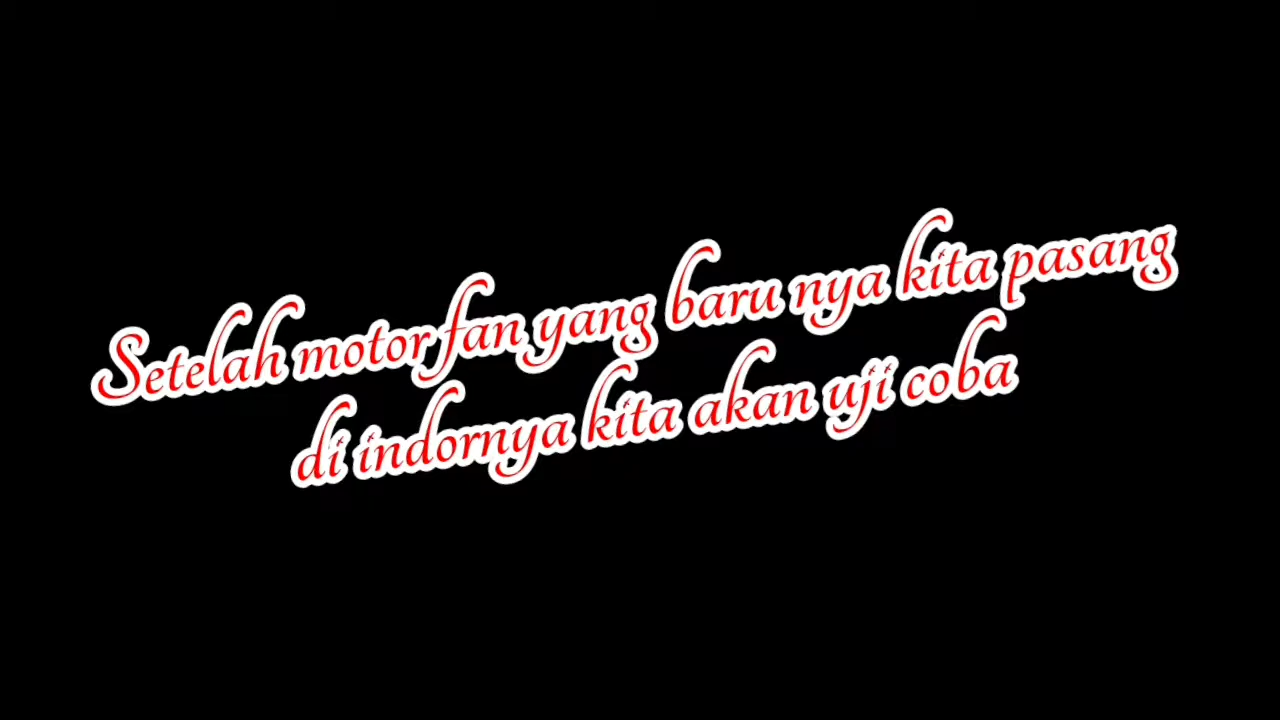 Setelah motor fan yang baru nya kita pasang
di indornya kita akan uji coba